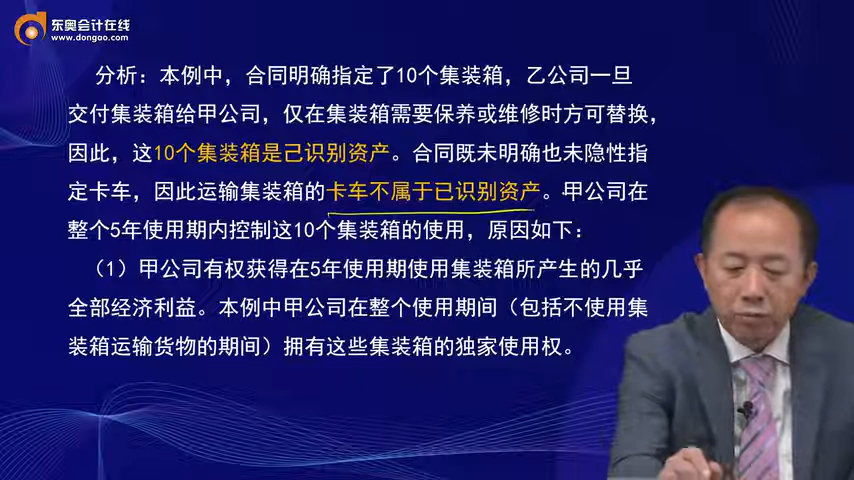 东奥会计在线
www.dongao.com
分析：本例中，合同明确指定了10个集装箱，乙公司一旦
交付集装箱给甲公司，仅在集装箱需要保养或维修时方可替换，
因此，这10个集装箱是已识别资产。合同既未明确也未隐性指
定卡车，因此运输集装箱的卡车不属于已识别资产。甲公司在
整个5年使用期内控制这10个集装箱的使用，原因如下：
（1）甲公司有权获得在5年使用期使用集装箱所产生的几乎
全部经济利益。本例中甲公司在整个使用期间（包括不使用集
装箱运输货物的期间）拥有这些集装箱的独家使用权。